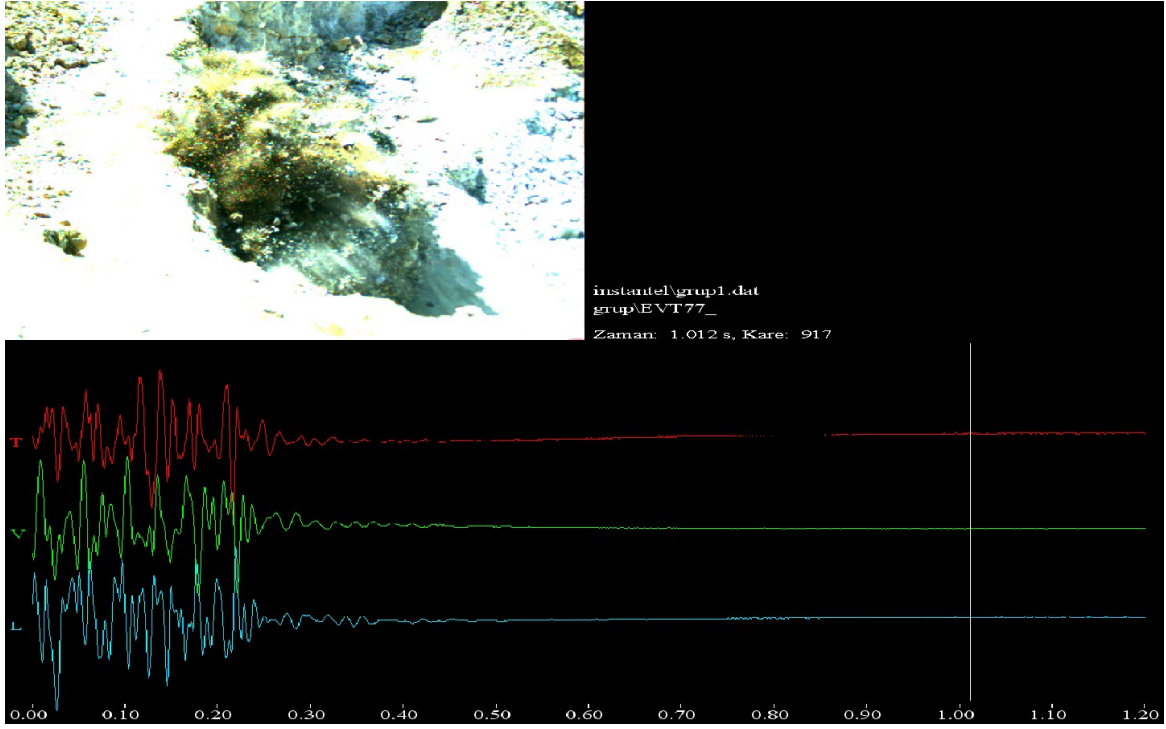 instantel\grup1.dat
grup\EVT77_
Zaman: 1.012 s, Kare: 917
T
V
L
0.00 0.10 0.20 0.30 0.40 0.50 0.60 0.70 0.80 0.90 1.00 1.10 1.20